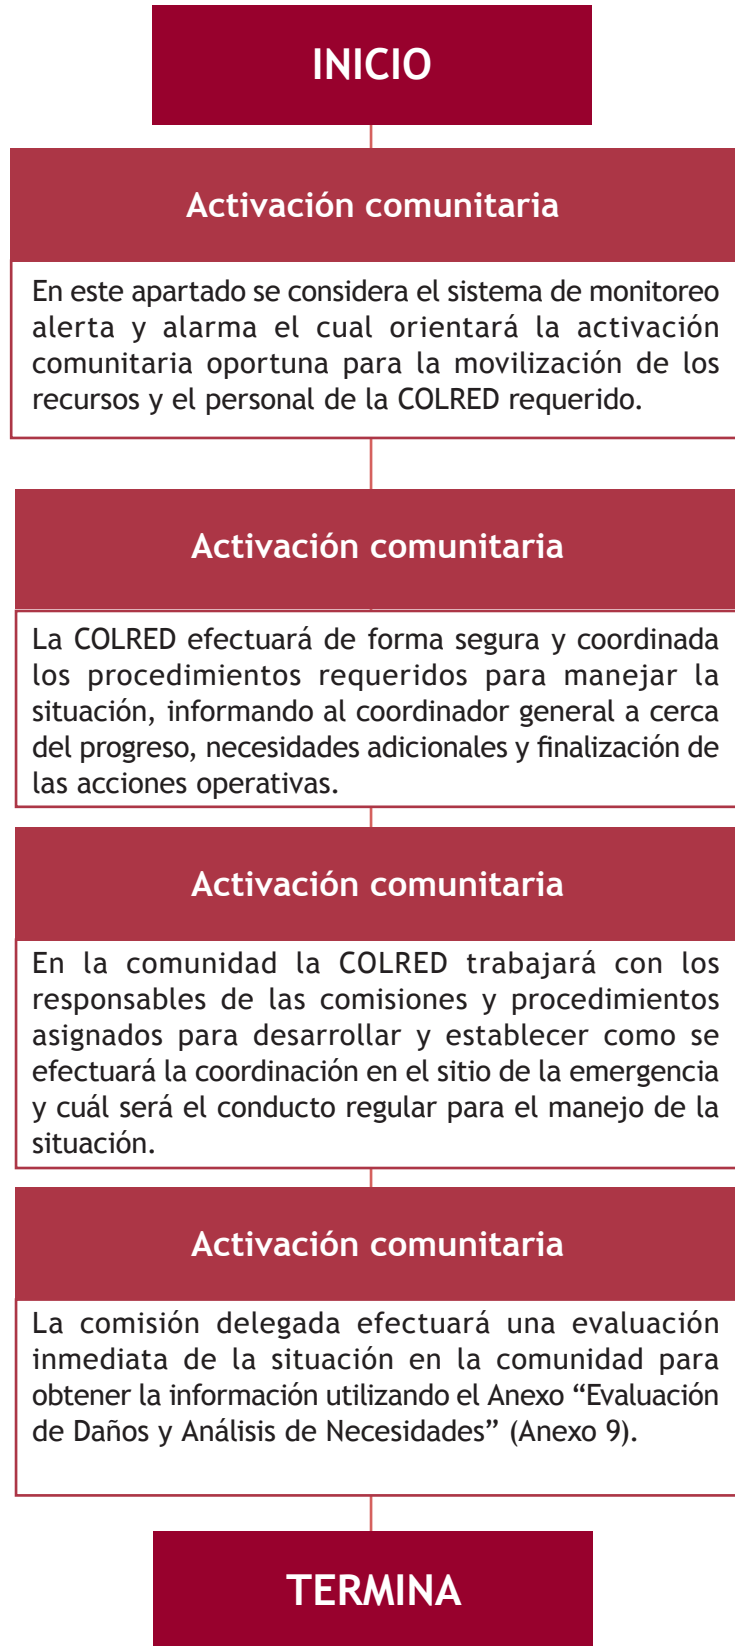 INICIO
Activación comunitaria
En este apartado se considera el sistema de monitoreo
alerta y alarma el cual orientará la activación
comunitaria oportuna para la movilización de los
recursos y el personal de la COLRED requerido.
Activación comunitaria
La COLRED efectuará de forma segura y coordinada
los procedimientos requeridos para manejar la
situación, informando al coordinador general a cerca
del progreso, necesidades adicionales y finalización de
las acciones operativas.
Activación comunitaria
En la comunidad la COLRED trabajará con los
responsables de las comisiones y procedimientos
asignados para desarrollar y establecer como se
efectuará la coordinación en el sitio de la emergencia
y cuál será el conducto regular para el manejo de la
situación.
Activación comunitaria
La comisión delegada efectuará una evaluación
inmediata de la situación en la comunidad para
obtener la información utilizando el Anexo “Evaluación
de Daños y Análisis de Necesidades” (Anexo 9).
TERMINA